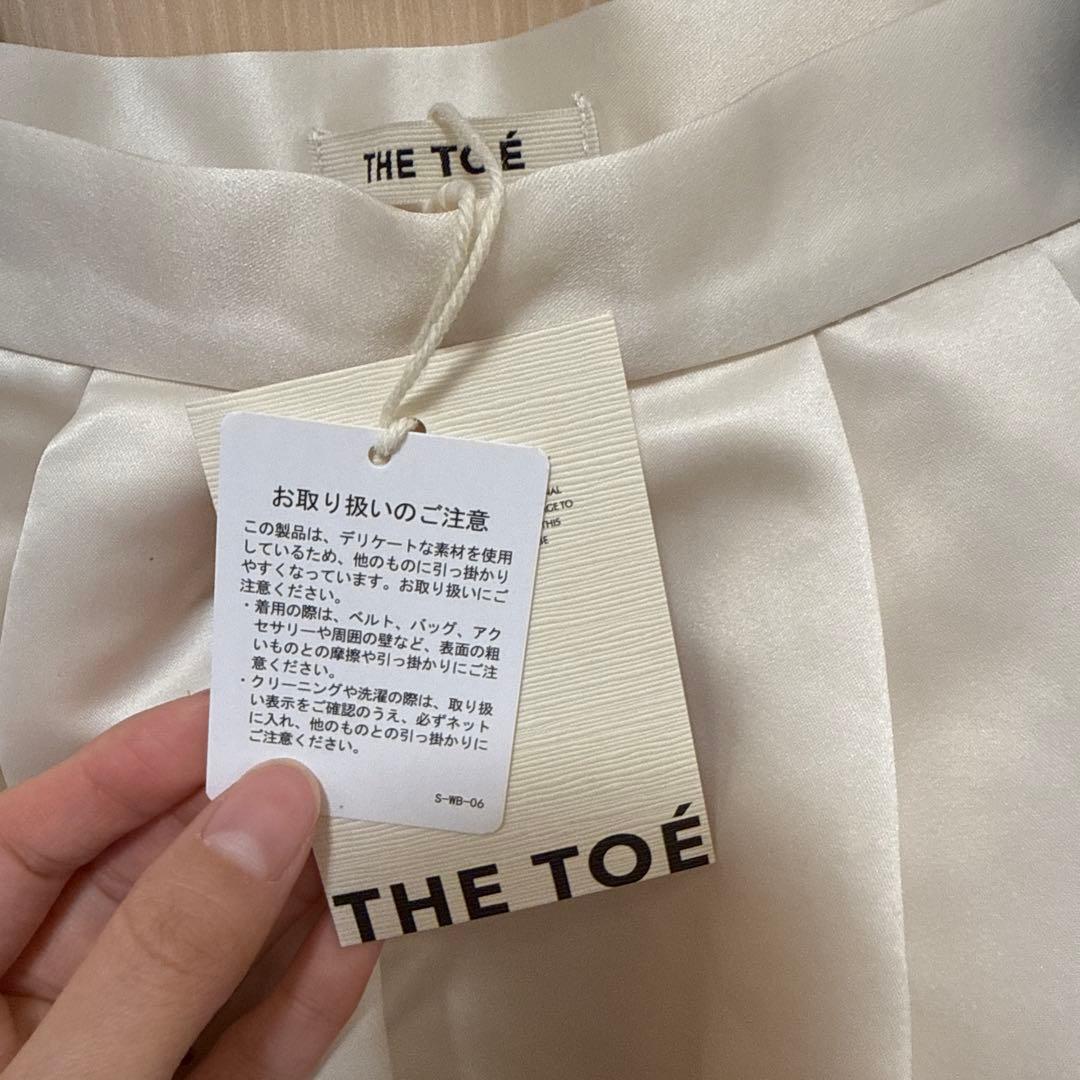 THE TOÉ
お取り扱いのご注意
この製品は、デリケートな素材を使用
しているため、他のものに引っ掛かり
やすくなっています。お取り扱いにご
注意ください。
・着用の際は、ベルト、バッグ、アク
セサリーや周囲の壁など、表面の粗
いものとの摩擦や引っ掛かりにご注
意ください。
・クリーニングや洗濯の際は、取り扱
い表示をご確認のうえ、必ずネット
に入れ、他のものとの引っ掛かりに
ご注意ください。
S-WB-06
TO
THIS
THE TOÉ